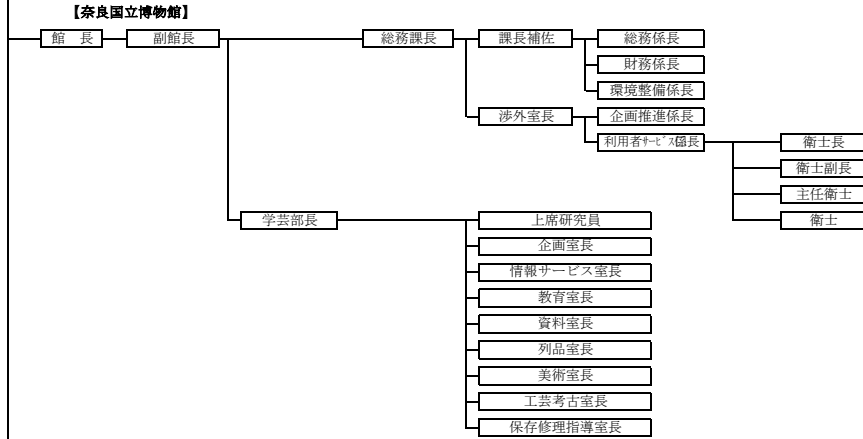 【奈良国立博物館】
館　長 副館長 総務課長 課長補佐 総務係長
財務係長
環境整備係長
渉外室長 企画推進係長
利用者サービス係長 衛士長
衛士副長
主任衛士
衛士
学芸部長 上席研究員
企画室長
情報サービス室長
教育室長
資料室長
列品室長
美術室長
工芸考古室長
保存修理指導室長